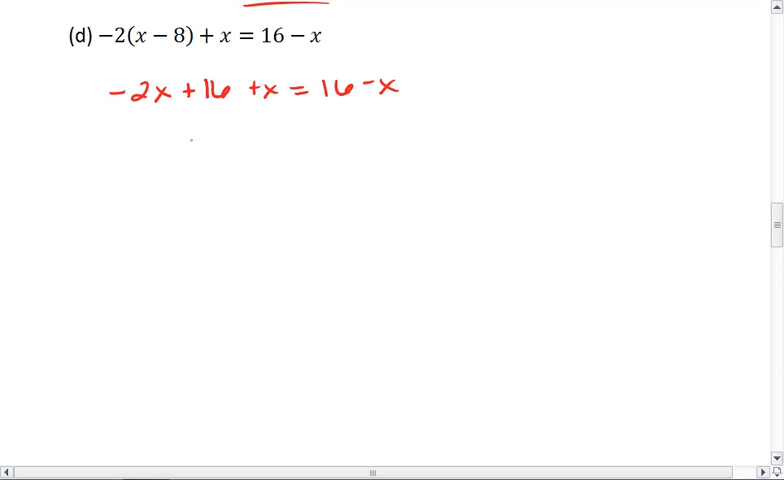 (d) −2(x − 8) + x = 16 − x
-2x + 16 + x = 16 - x